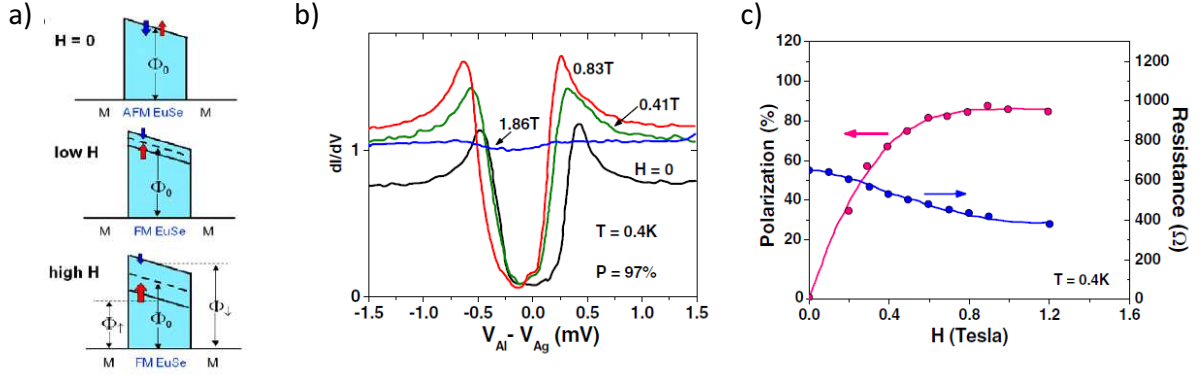 a)
H = 0
Φ0
M AFM EuSe M
low H
Φ0
M FM EuSe M
high H
Φ↑
Φ0
Φ↓
M FM EuSe M
b)
dI/dV
1
0
0.83T
0.41T
1.86T
H = 0
T = 0.4K
P = 97%
-1.5 -1.0 -0.5 0.0 0.5 1.0 1.5
VAl- VAg (mV)
c)
Polarization (%)
120
100
80
60
40
20
0
1200
1000
800
600
400
200
0
Resistance (Ω)
T = 0.4K
0.0 0.4 0.8 1.2 1.6
H (Tesla)